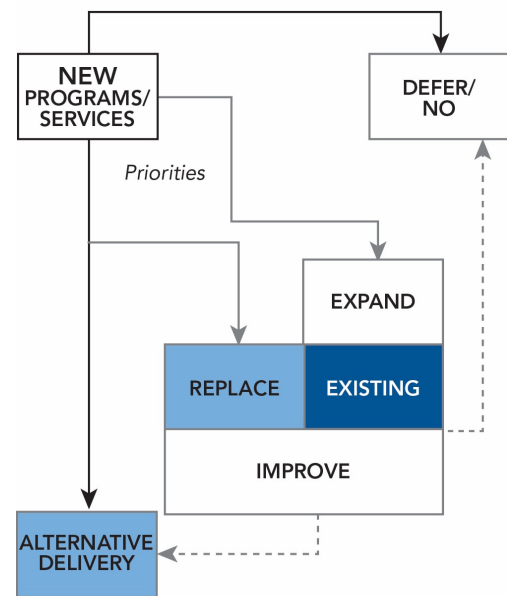 NEW
PROGRAMS/
SERVICES
DEFER/
NO
Priorities
EXPAND
REPLACE
EXISTING
IMPROVE
ALTERNATIVE
DELIVERY